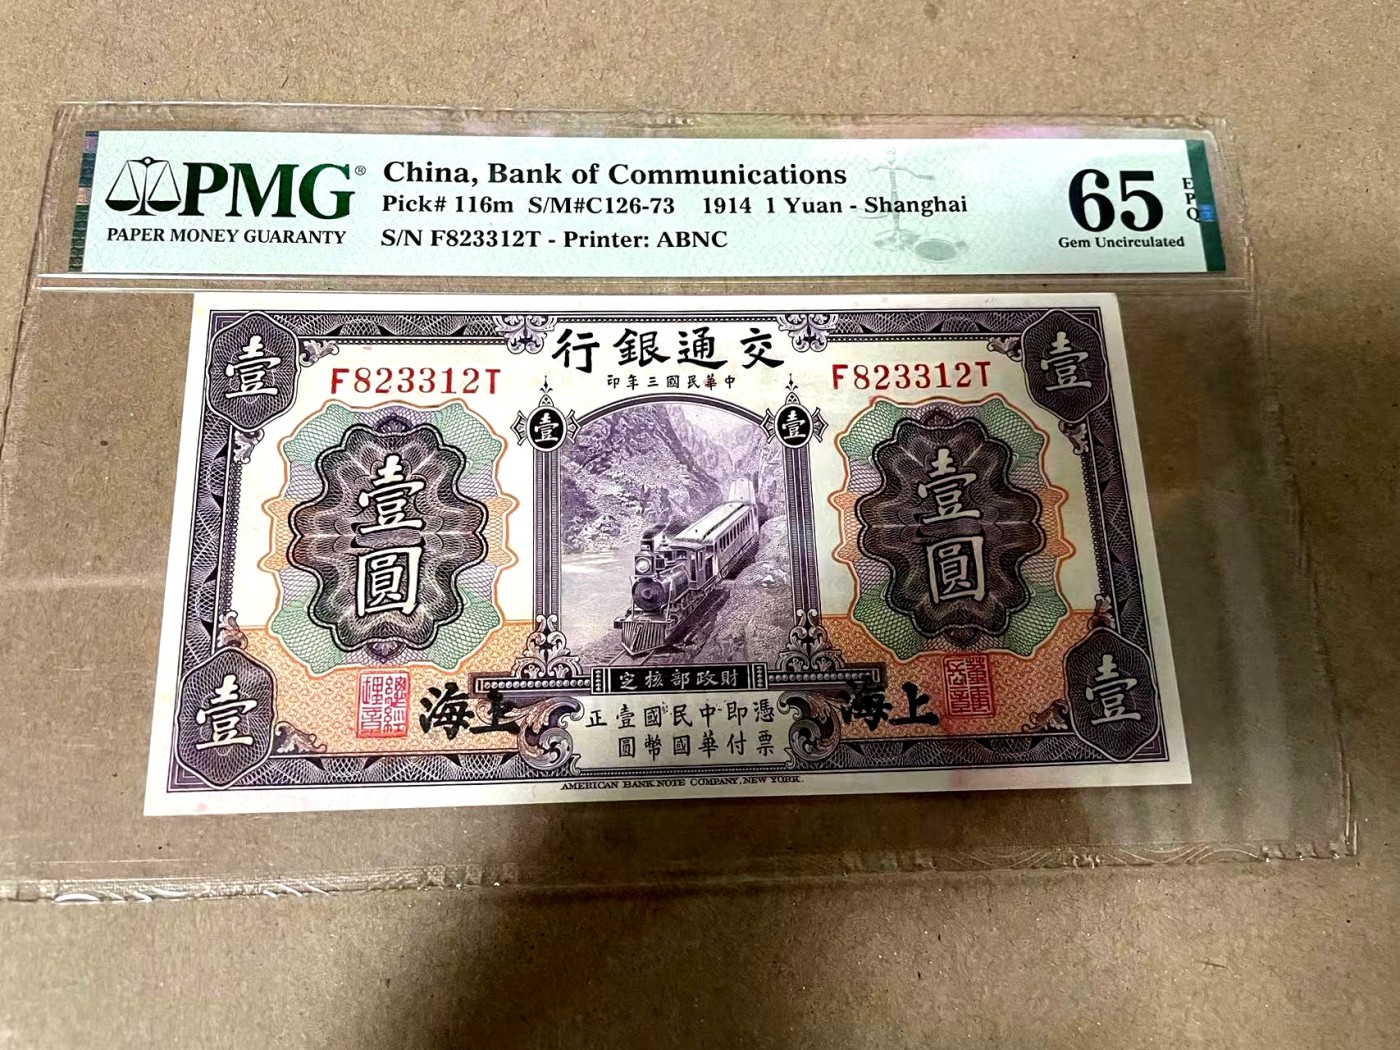 PMG®
PAPER MONEY GUARANTY
China, Bank of Communications
Pick# 116m S/M#C126-73 1914 1 Yuan - Shanghai
S/N F823312T - Printer: ABNC
65
EPQ
Gem Uncirculated
行銀通交
印年三國民華中
壹
壹
F823312T
F823312T
壹
壹
壹圓
壹圓
定核部政財
海上
海上
正壹國民中即憑
圓幣國華付票
壹
壹
AMERICAN BANK NOTE COMPANY, NEW YORK.